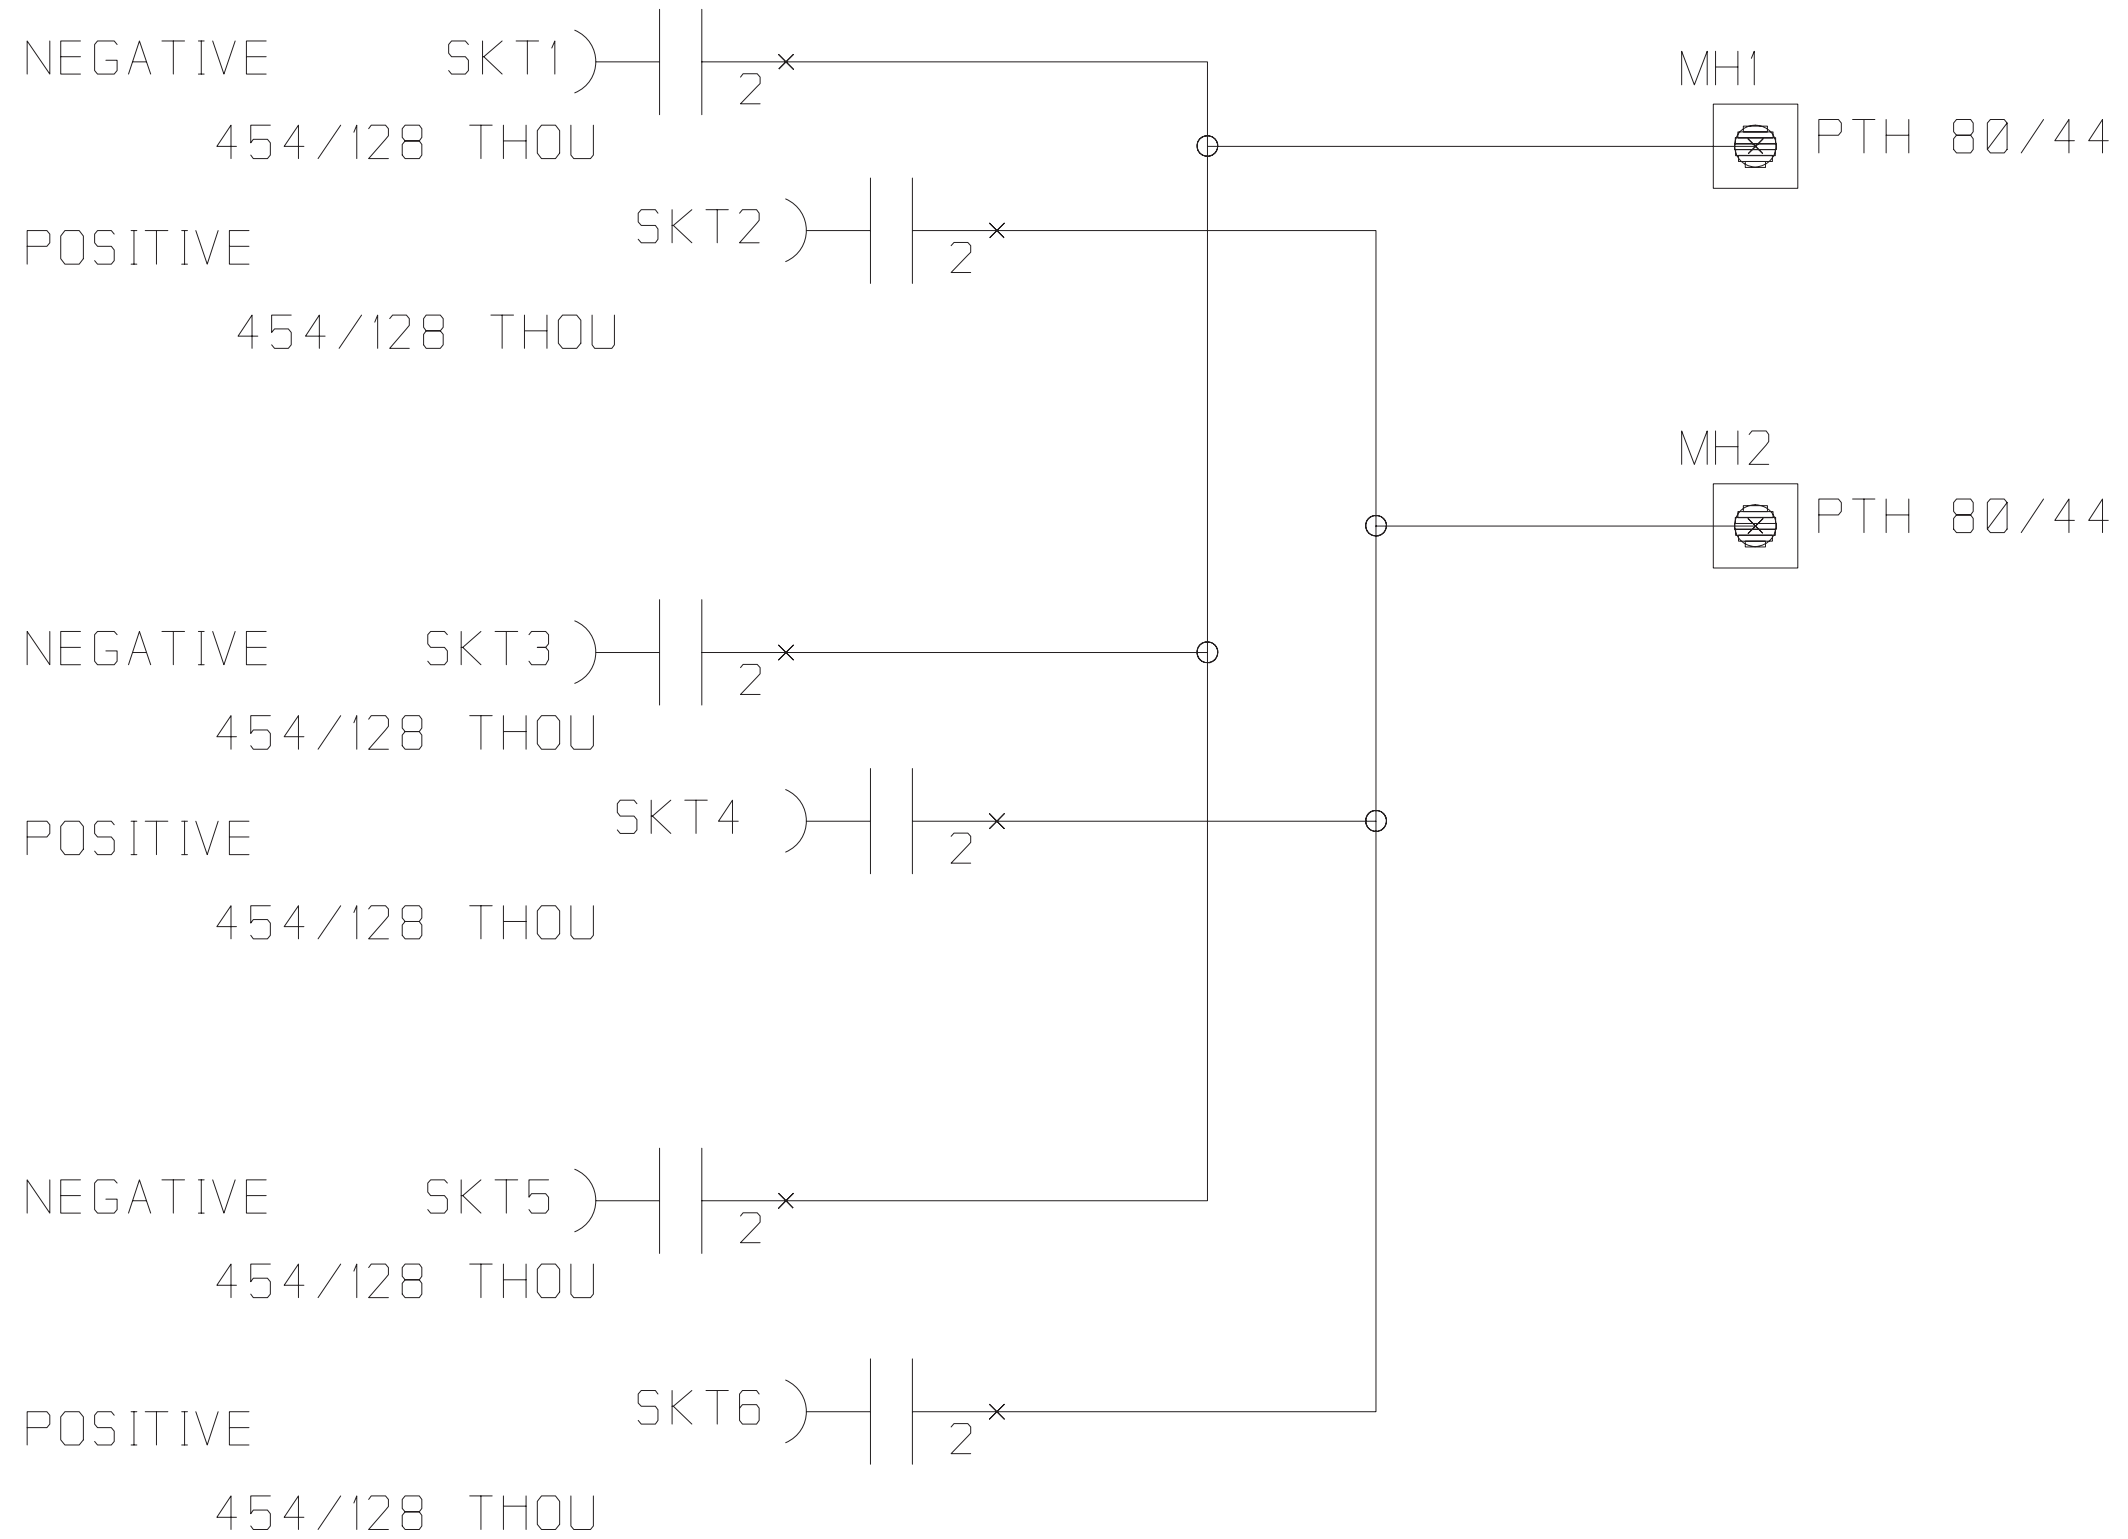 NEGATIVE SKT1
2
454/128 THOU
MH1
PTH 80/44
POSITIVE SKT2
2
454/128 THOU
MH2
PTH 80/44
NEGATIVE SKT3
2
454/128 THOU
POSITIVE SKT4
2
454/128 THOU
NEGATIVE SKT5
2
454/128 THOU
POSITIVE SKT6
2
454/128 THOU